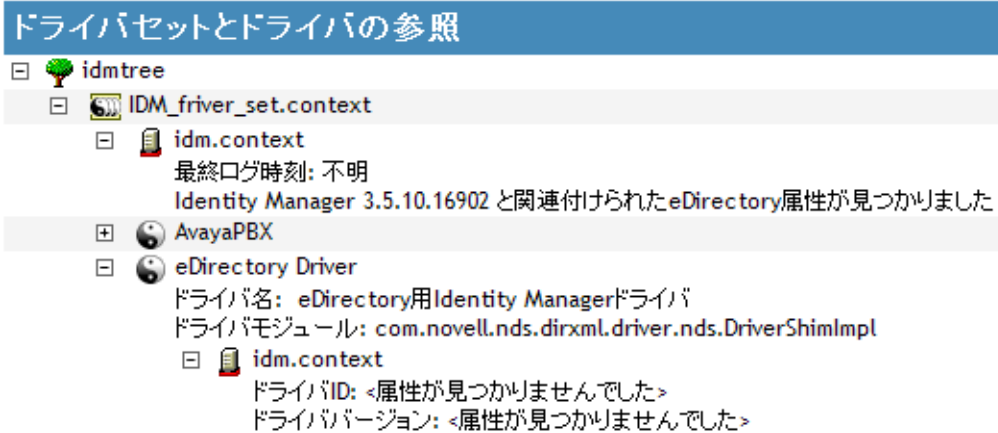 ドライバセットとドライバの参照
idmtree
IDM_friver_set.context
idm.context
最終ログ時刻: 不明
Identity Manager 3.5.10.16902 と関連付けられたeDirectory属性が見つかりました
AvayaPBX
eDirectory Driver
ドライバ名: eDirectory用Identity Managerドライバ
ドライバモジュール: com.novell.nds.dirxml.driver.nds.DriverShimImpl
idm.context
ドライバID: <属性が見つかりませんでした>
ドライババージョン: <属性が見つかりませんでした>